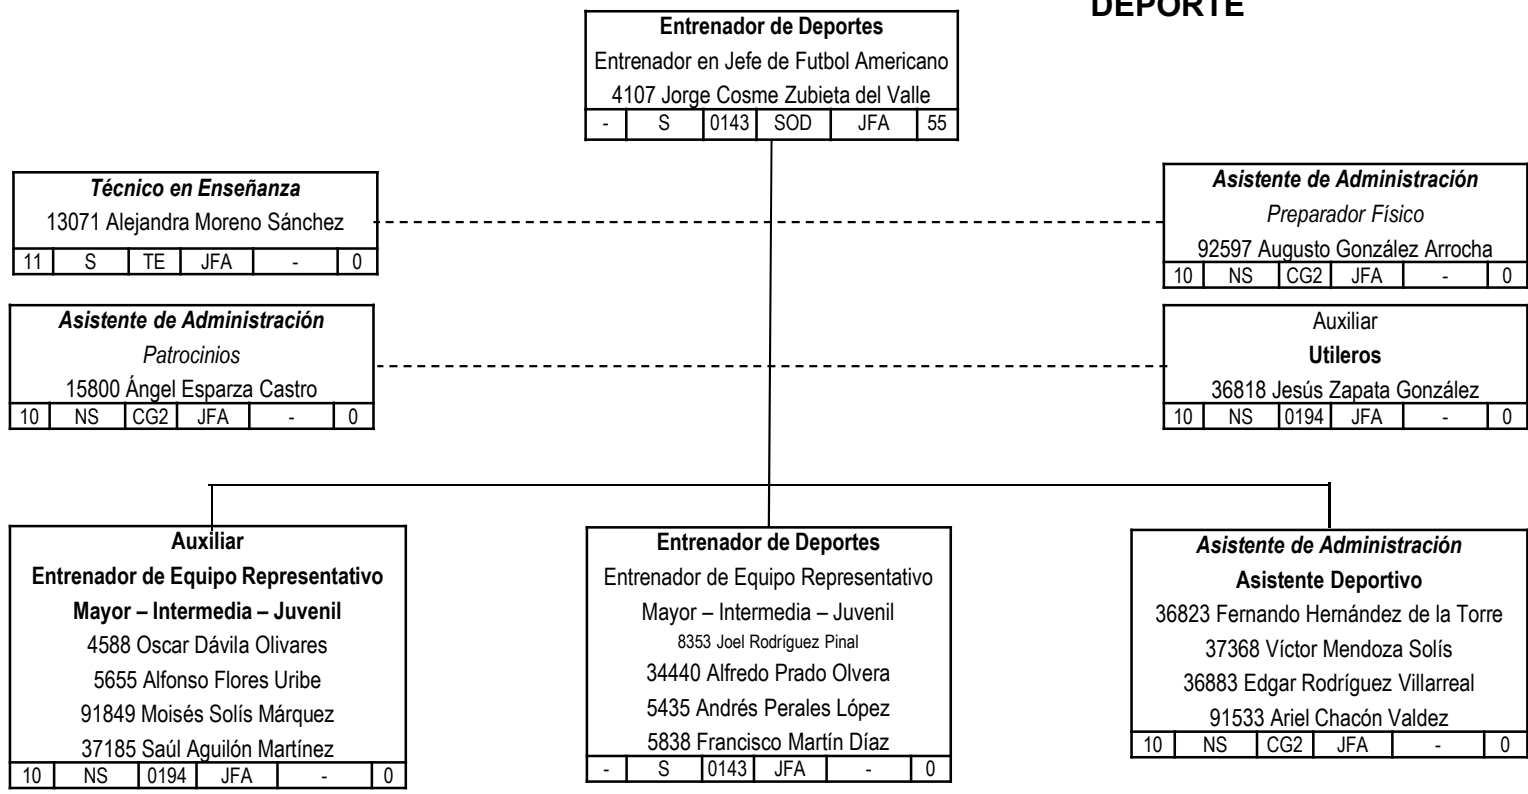 DEPORTE
Entrenador de Deportes
Entrenador en Jefe de Futbol Americano
4107 Jorge Cosme Zubieta del Valle
- S 0143 SOD JFA 55
Técnico en Enseñanza
13071 Alejandra Moreno Sánchez
11 S TE JFA - 0
Asistente de Administración
Preparador Físico
92597 Augusto González Arrocha
10 NS CG2 JFA - 0
Asistente de Administración
Patrocinios
15800 Ángel Esparza Castro
10 NS CG2 JFA - 0
Auxiliar
Utileros
36818 Jesús Zapata González
10 NS 0194 JFA - 0
Auxiliar
Entrenador de Equipo Representativo
Mayor – Intermedia – Juvenil
4588 Oscar Dávila Olivares
5655 Alfonso Flores Uribe
91849 Moisés Solís Márquez
37185 Saúl Aguilón Martínez
10 NS 0194 JFA - 0
Entrenador de Deportes
Entrenador de Equipo Representativo
Mayor – Intermedia – Juvenil
8353 Joel Rodríguez Pinal
34440 Alfredo Prado Olvera
5435 Andrés Perales López
5838 Francisco Martín Díaz
- S 0143 JFA - 0
Asistente de Administración
Asistente Deportivo
36823 Fernando Hernández de la Torre
37368 Víctor Mendoza Solís
36883 Edgar Rodríguez Villarreal
91533 Ariel Chacón Valdez
10 NS CG2 JFA - 0